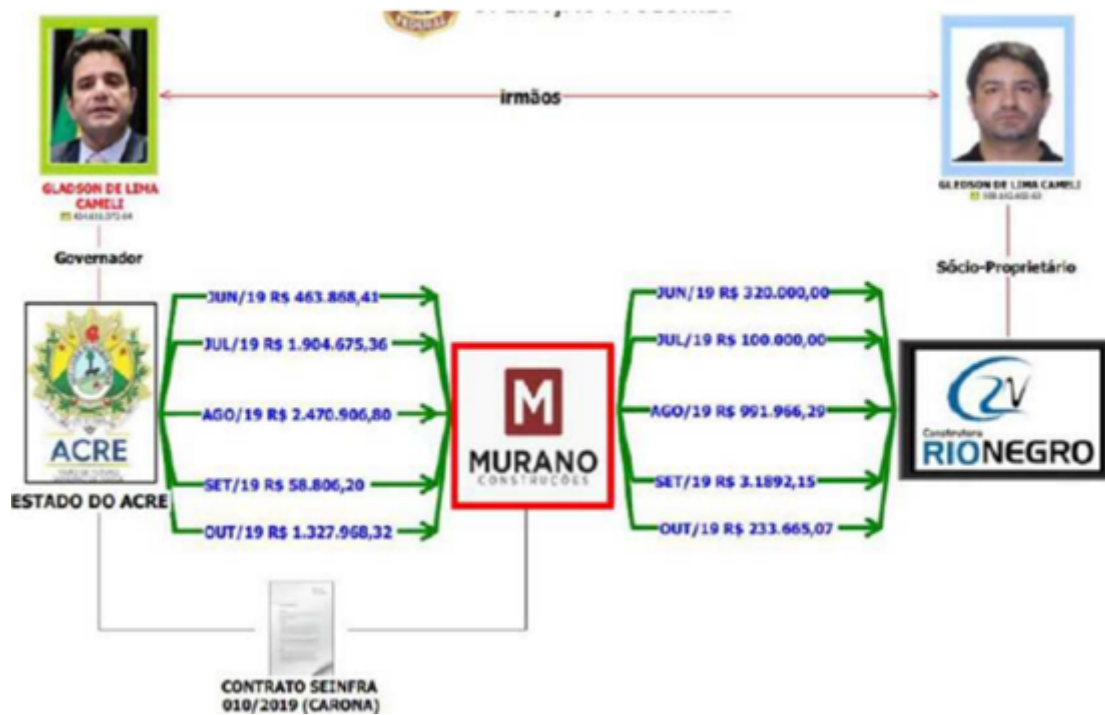 irmãos
GLADSON DE LIMA
CAMELI
GLEDSON DE LIMA CAMELI
Governador
Sócio-Proprietário
JUN/19 R$ 463.868,41
JUL/19 R$ 1.904.675,36
AGO/19 R$ 2.470.906,80
SET/19 R$ 58.806,20
OUT/19 R$ 1.327.968,32
ACRE
ESTADO DO ACRE
M
MURANO
CONSTRUÇÕES
JUN/19 R$ 320.000,00
JUL/19 R$ 100.000,00
AGO/19 R$ 991.966,29
SET/19 R$ 3.1892,15
OUT/19 R$ 233.665,07
Construtora
RIONEGRO
CONTRATO SEINFRA
010/2019 (CARONA)